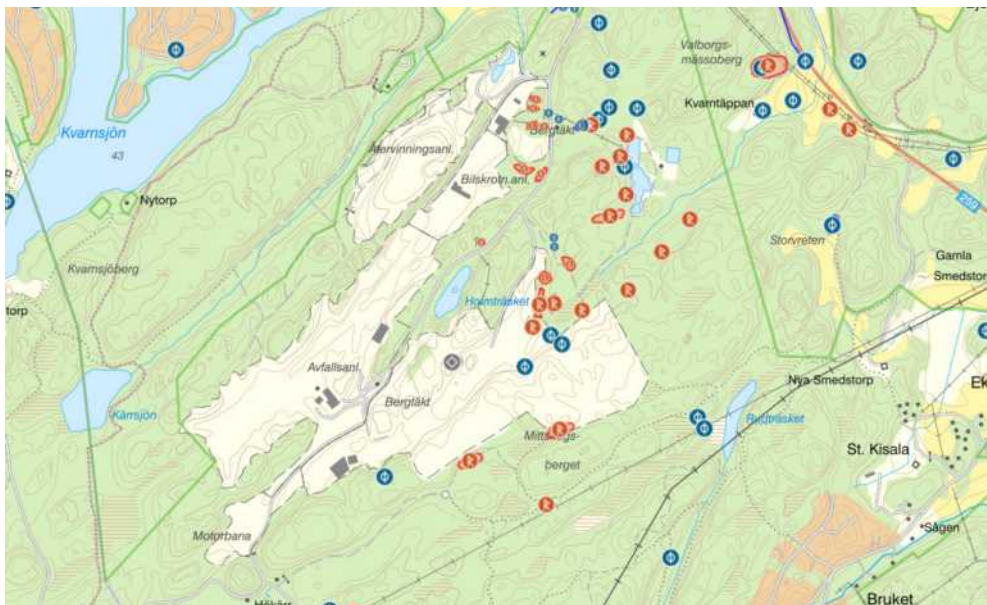 Valborgs-
mässoberg
Kvarntäppan
Kvarnsjön
43
Återvinningsanl.
Bergtäkt
Bilskrotn.anl.
Nytorp
Kvarnsjöberg
259
Storvreten
Gamla
Smedstorp
torp
Holmträsket
Avfallsanl.
Bergtäkt
Nya Smedstorp
Kärrsjön
Ek
Rudträsket
St. Kisala
berget
Motorbana
Sågen
Bruket